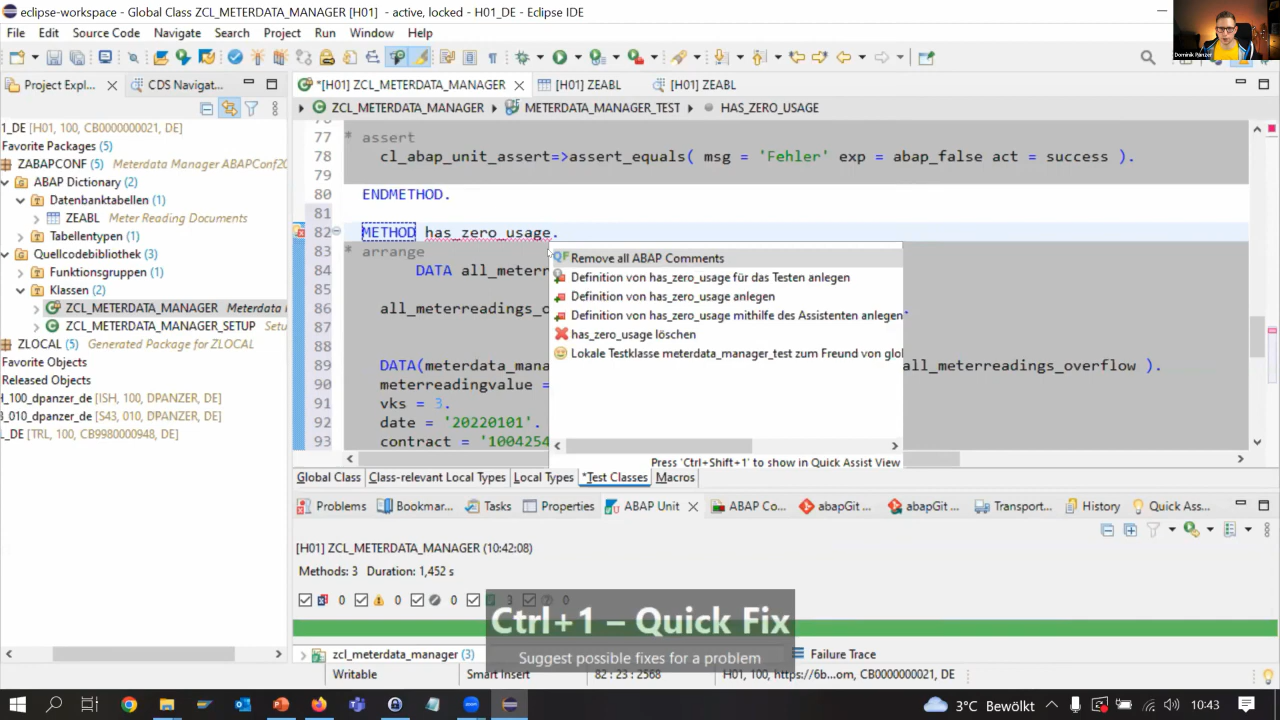 eclipse-workspace - Global Class ZCL_METERDATA_MANAGER - active, locked - H01_DE - Eclipse IDE
File Edit Source Code Navigate Search Project Run Window Help
Dominik Panzer
Project Expl... CDS Navigat...
*[H01] ZCL_METERDATA_MANAGER [H01] ZEABL [H01] ZEABL
ZCL_METERDATA_MANAGER METERDATA_MANAGER_TEST HAS_ZERO_USAGE
1_DE [H01, 100, CB0000000021, DE]
Favorite Packages (5)
ZABAPCONF (5) Meterdata Manager ABAPConf20
ABAP Dictionary (2)
Datenbanktabellen (1)
ZEABL Meter Reading Documents
Tabellentypen (1)
Quellcodebibliothek (3)
Funktionsgruppen (1)
Klassen (2)
ZCL_METERDATA_MANAGER Meterdata
ZCL_METERDATA_MANAGER_SETUP Setu
ZLOCAL (5) Generated Package for ZLOCAL
Favorite Objects
Released Objects
H_100_dpanzer_de [ISH, 100, DPANZER, DE]
3_010_dpanzer_de [S43, 010, DPANZER, DE]
L_DE [TRL, 100, CB9980000948, DE]
77 * assert
78 cl_abap_unit_assert=>assert_equals( msg = 'Fehler' exp = abap_false act = success ).
79
80 ENDMETHOD.
81
82 METHOD has_zero_usage.
83 * arrange
84 DATA all_meterr
85
86 all_meterreadings_o
87
88
89 DATA(meterdata_mana all_meterreadings_overflow ).
90 meterreadingvalue =
91 vks = 3.
92 date = '20220101'.
93 contract = '1004254
Remove all ABAP Comments
Definition von has_zero_usage für das Testen anlegen
Definition von has_zero_usage anlegen
Definition von has_zero_usage mithilfe des Assistenten anlegen
has_zero_usage löschen
Lokale Testklasse meterdata_manager_test zum Freund von glol
Press 'Ctrl+Shift+1' to show in Quick Assist View
Global Class Class-relevant Local Types Local Types *Test Classes Macros
Problems Bookmar... Tasks Properties ABAP Unit ABAP Co... abapGit ... abapGit ... Transport... History Quick Ass...
[H01] ZCL_METERDATA_MANAGER (10:42:08)
Methods: 3 Duration: 1,452 s
0 0 0 3 0
zcl_meterdata_manager (3) Failure Trace
Ctrl+1 – Quick Fix
Suggest possible fixes for a problem
Writable Smart Insert 82 : 23 : 2568 H01, 100, https://6b...om, CB0000000021, DE
3°C Bewölkt 10:43